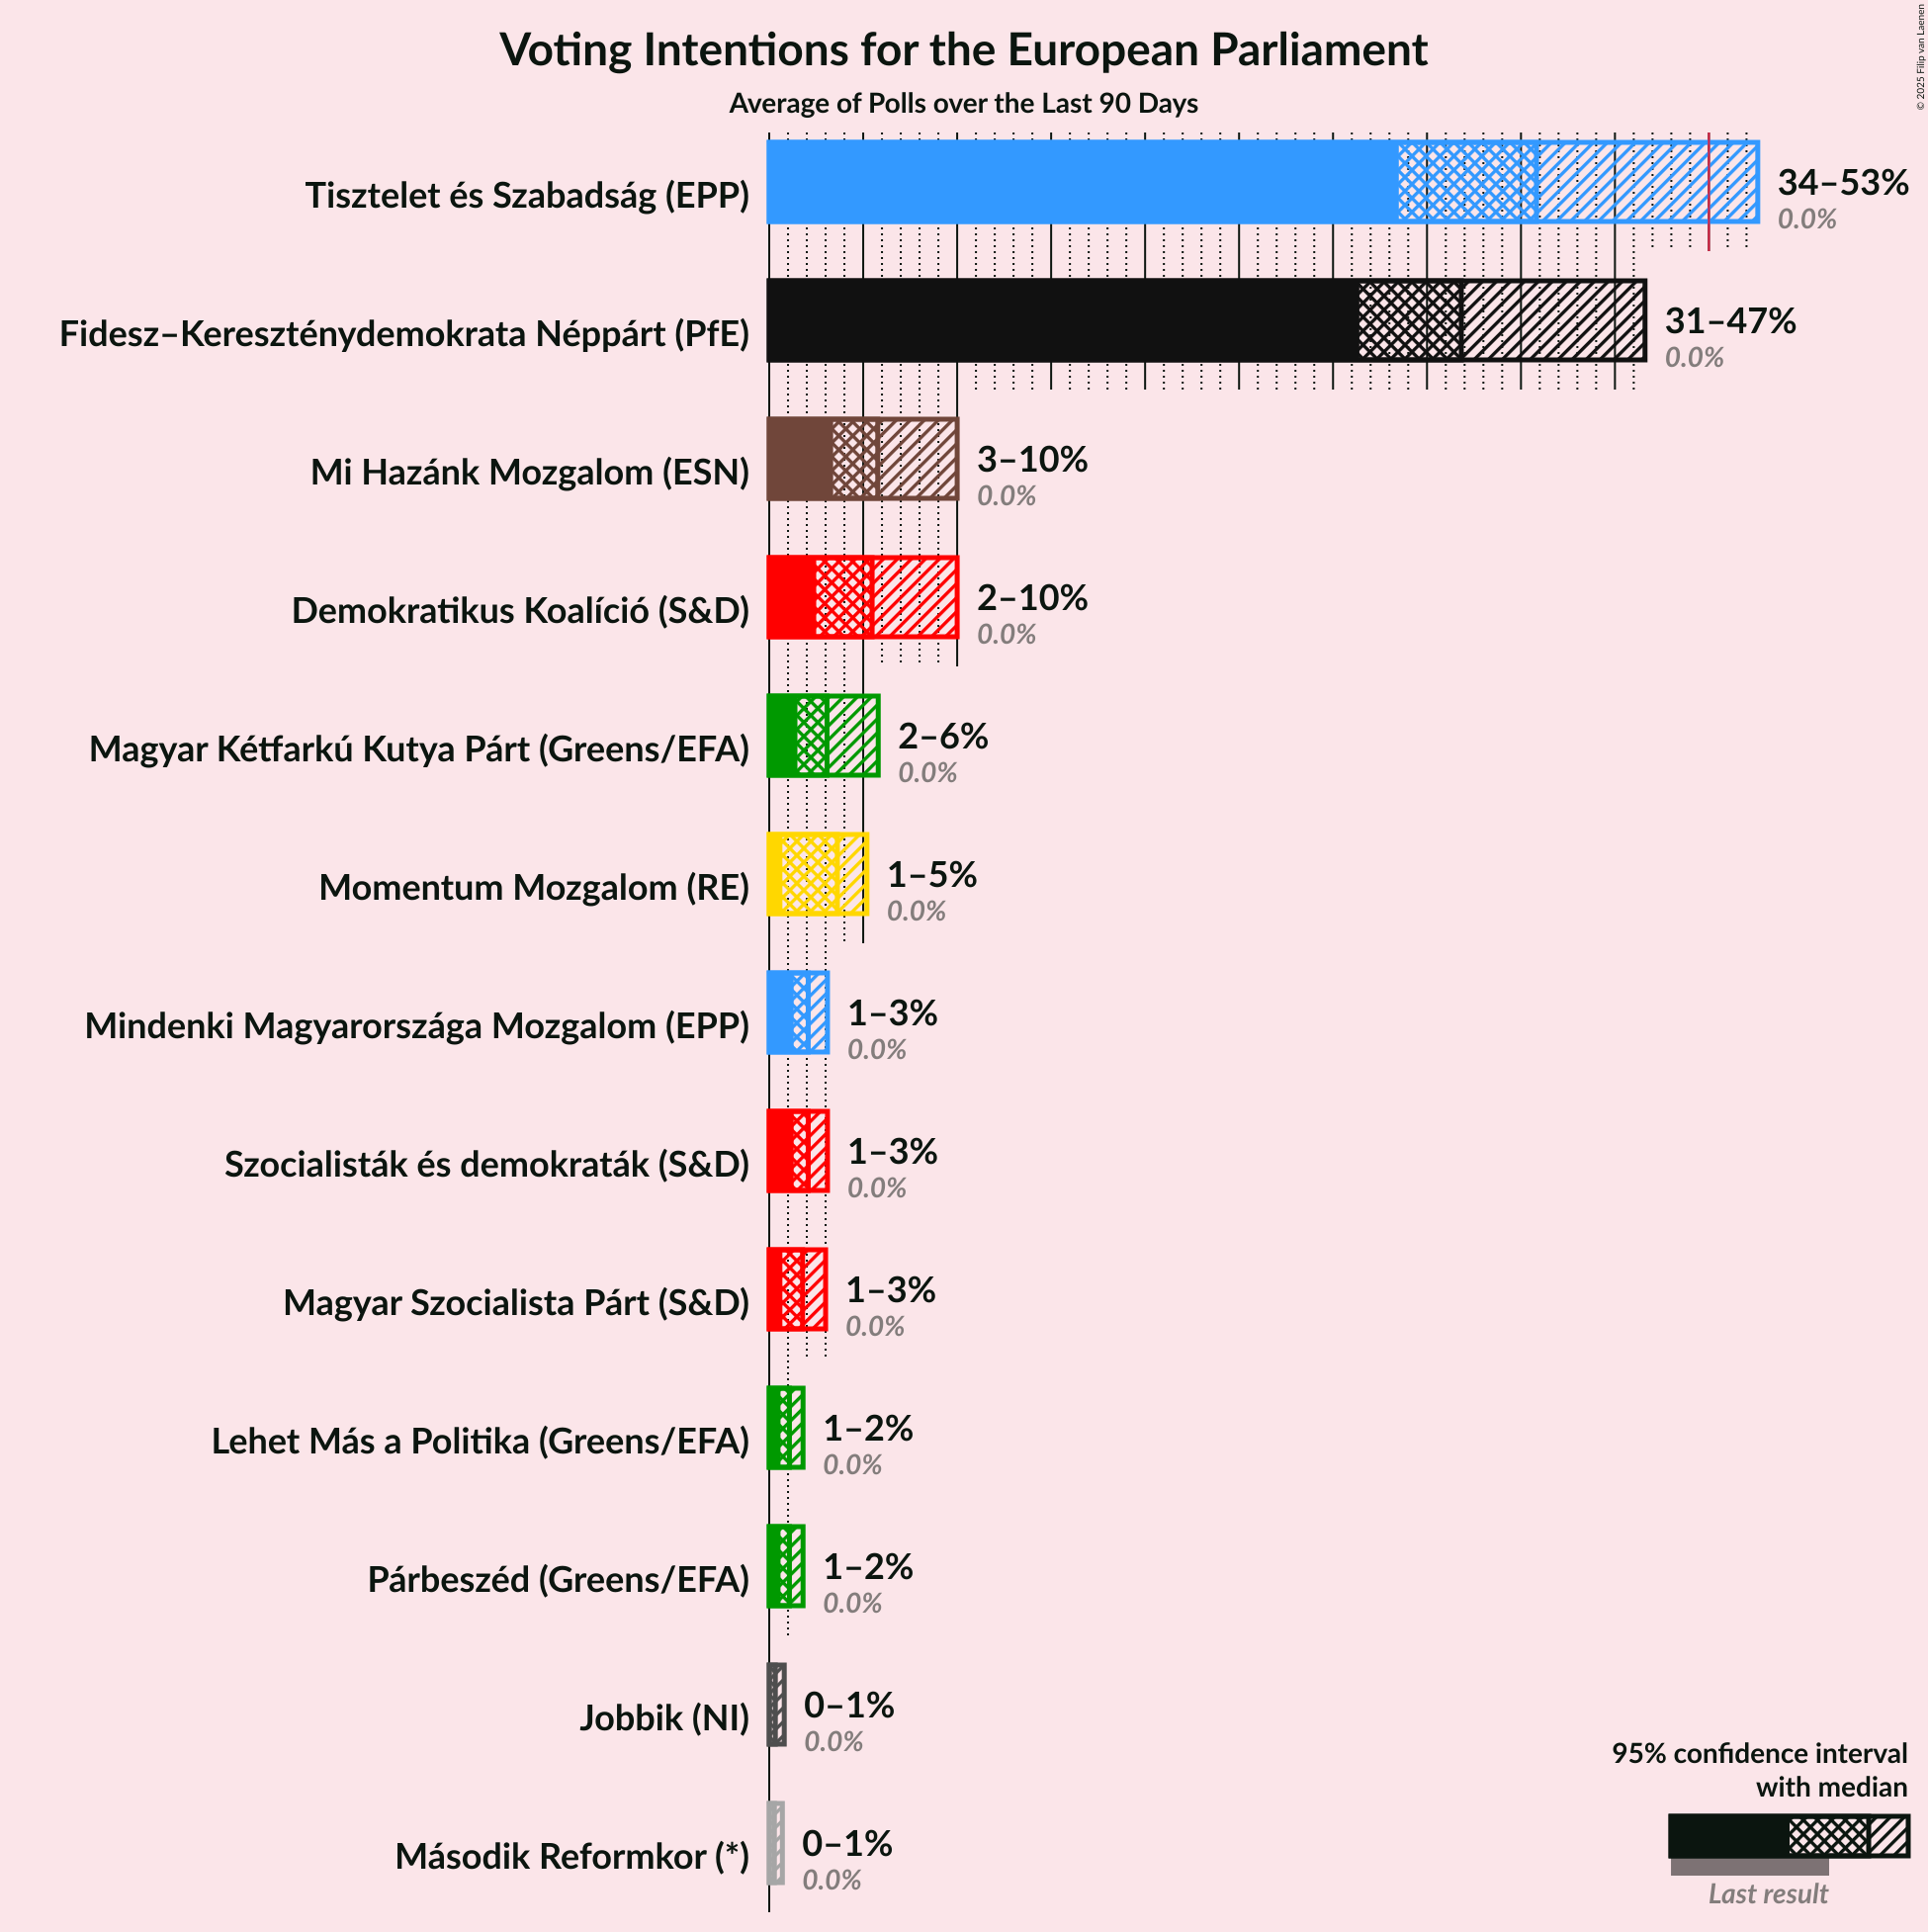 © 2025 Filip van Laenen
Voting Intentions for the European Parliament
Average of Polls over the Last 90 Days
Tisztelet és Szabadság (EPP)
34–53%
0.0%
Fidesz–Kereszténydemokrata Néppárt (PfE)
31–47%
0.0%
Mi Hazánk Mozgalom (ESN)
3–10%
0.0%
Demokratikus Koalíció (S&D)
2–10%
0.0%
Magyar Kétfarkú Kutya Párt (Greens/EFA)
2–6%
0.0%
Momentum Mozgalom (RE)
1–5%
0.0%
Mindenki Magyarországa Mozgalom (EPP)
1–3%
0.0%
Szocialisták és demokraták (S&D)
1–3%
0.0%
Magyar Szocialista Párt (S&D)
1–3%
0.0%
Lehet Más a Politika (Greens/EFA)
1–2%
0.0%
Párbeszéd (Greens/EFA)
1–2%
0.0%
Jobbik (NI)
0–1%
0.0%
Második Reformkor (*)
0–1%
0.0%
95% confidence interval
with median
Last result